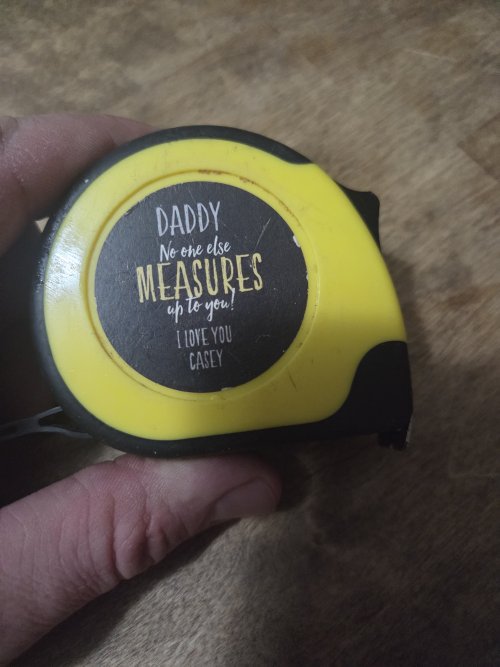 DADDY
No one else
MEASURES
up to you!
I LOVE YOU
CASEY